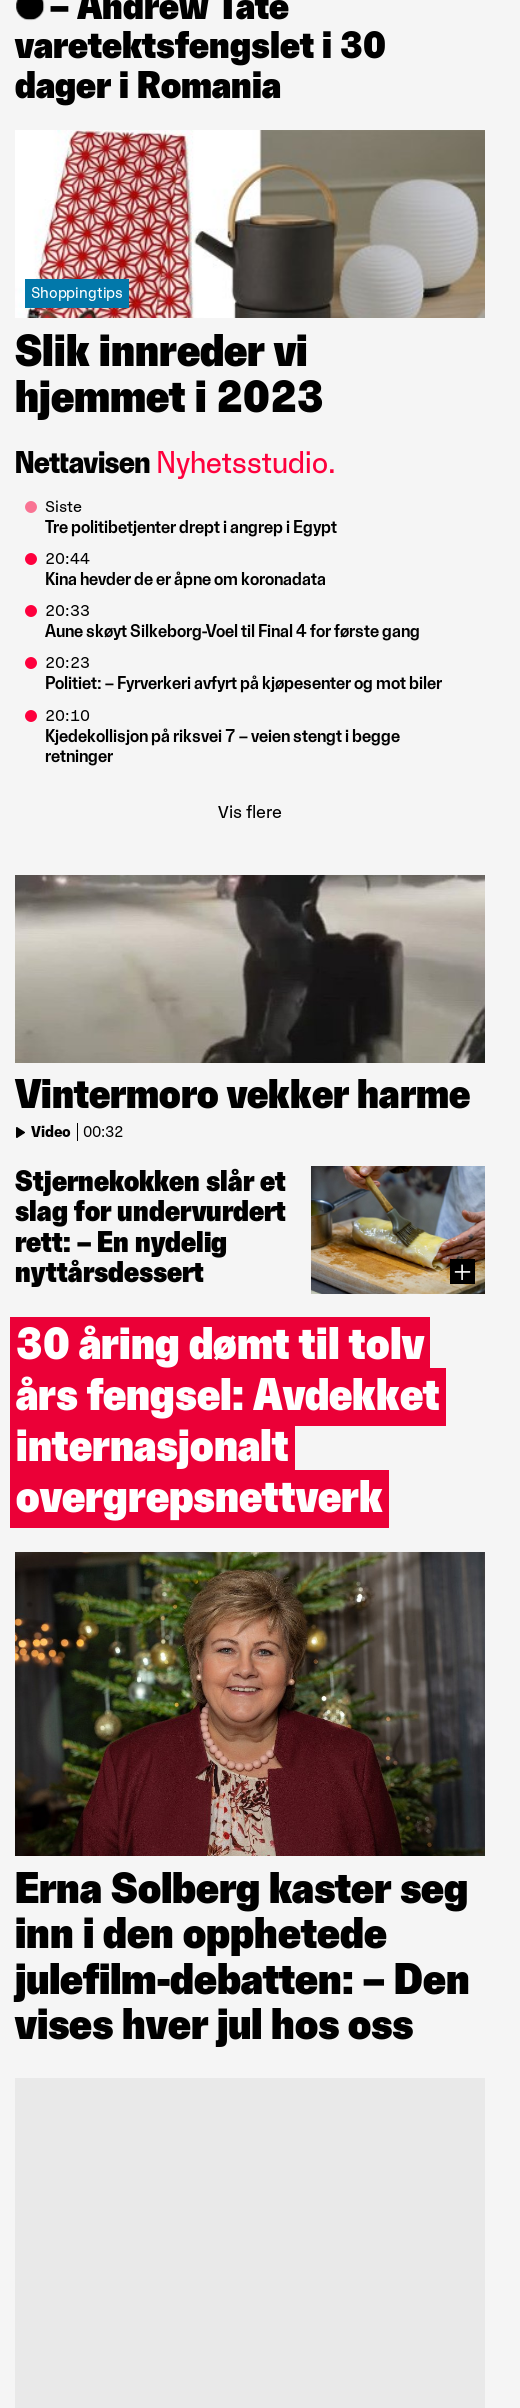 – Andrew Tate
varetektsfengslet i 30
dager i Romania
Shoppingtips
Slik innreder vi
hjemmet i 2023
Nettavisen Nyhetsstudio.
Siste
Tre politibetjenter drept i angrep i Egypt
20:44
Kina hevder de er åpne om koronadata
20:33
Aune skøyt Silkeborg-Voel til Final 4 for første gang
20:23
Politiet: – Fyrverkeri avfyrt på kjøpesenter og mot biler
20:10
Kjedekollisjon på riksvei 7 – veien stengt i begge
retninger
Vis flere
Vintermoro vekker harme
Video | 00:32
Stjernekokken slår et
slag for undervurdert
rett: – En nydelig
nyttårsdessert
30 åring dømt til tolv
års fengsel: Avdekket
internasjonalt
overgrepsnettverk
Erna Solberg kaster seg
inn i den opphetede
julefilm-debatten: – Den
vises hver jul hos oss